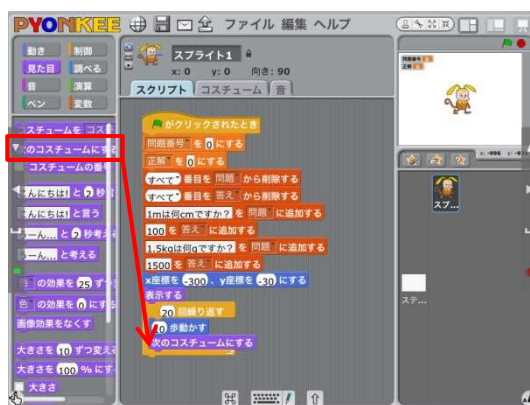 PYONKEE
ファイル 編集 ヘルプ
動き 制御
見た目 調べる
音 演算
ペン 変数
スプライト1
x: 0 y: 0 向き: 90
スクリプト コスチューム 音
コスチュームを コス
のコスチュームにする
コスチュームの番
んにちは! と 2 秒
んにちは! と言う
ーん... と 2 秒考
ーん... と考える
の効果を 25 ずつ
色 の効果を 0 にす
画像効果をなくす
大きさを 10 ずつ変え
大きさを 100 % にす
大きさ
がクリックされたとき
問題番号 を 0 にする
正解 を 0 にする
すべて 番目を 問題 から削除する
すべて 番目を 答え から削除する
1mは何cmですか? を 問題 に追加する
100 を 答え に追加する
1.5kgは何gですか? を 問題 に追加する
1500 を 答え に追加する
x座標を -300 、y座標を -30 にする
表示する
20 回繰り返す
10 歩動かす
次のコスチュームにする
問題番号
正解
スプ...
ステ...